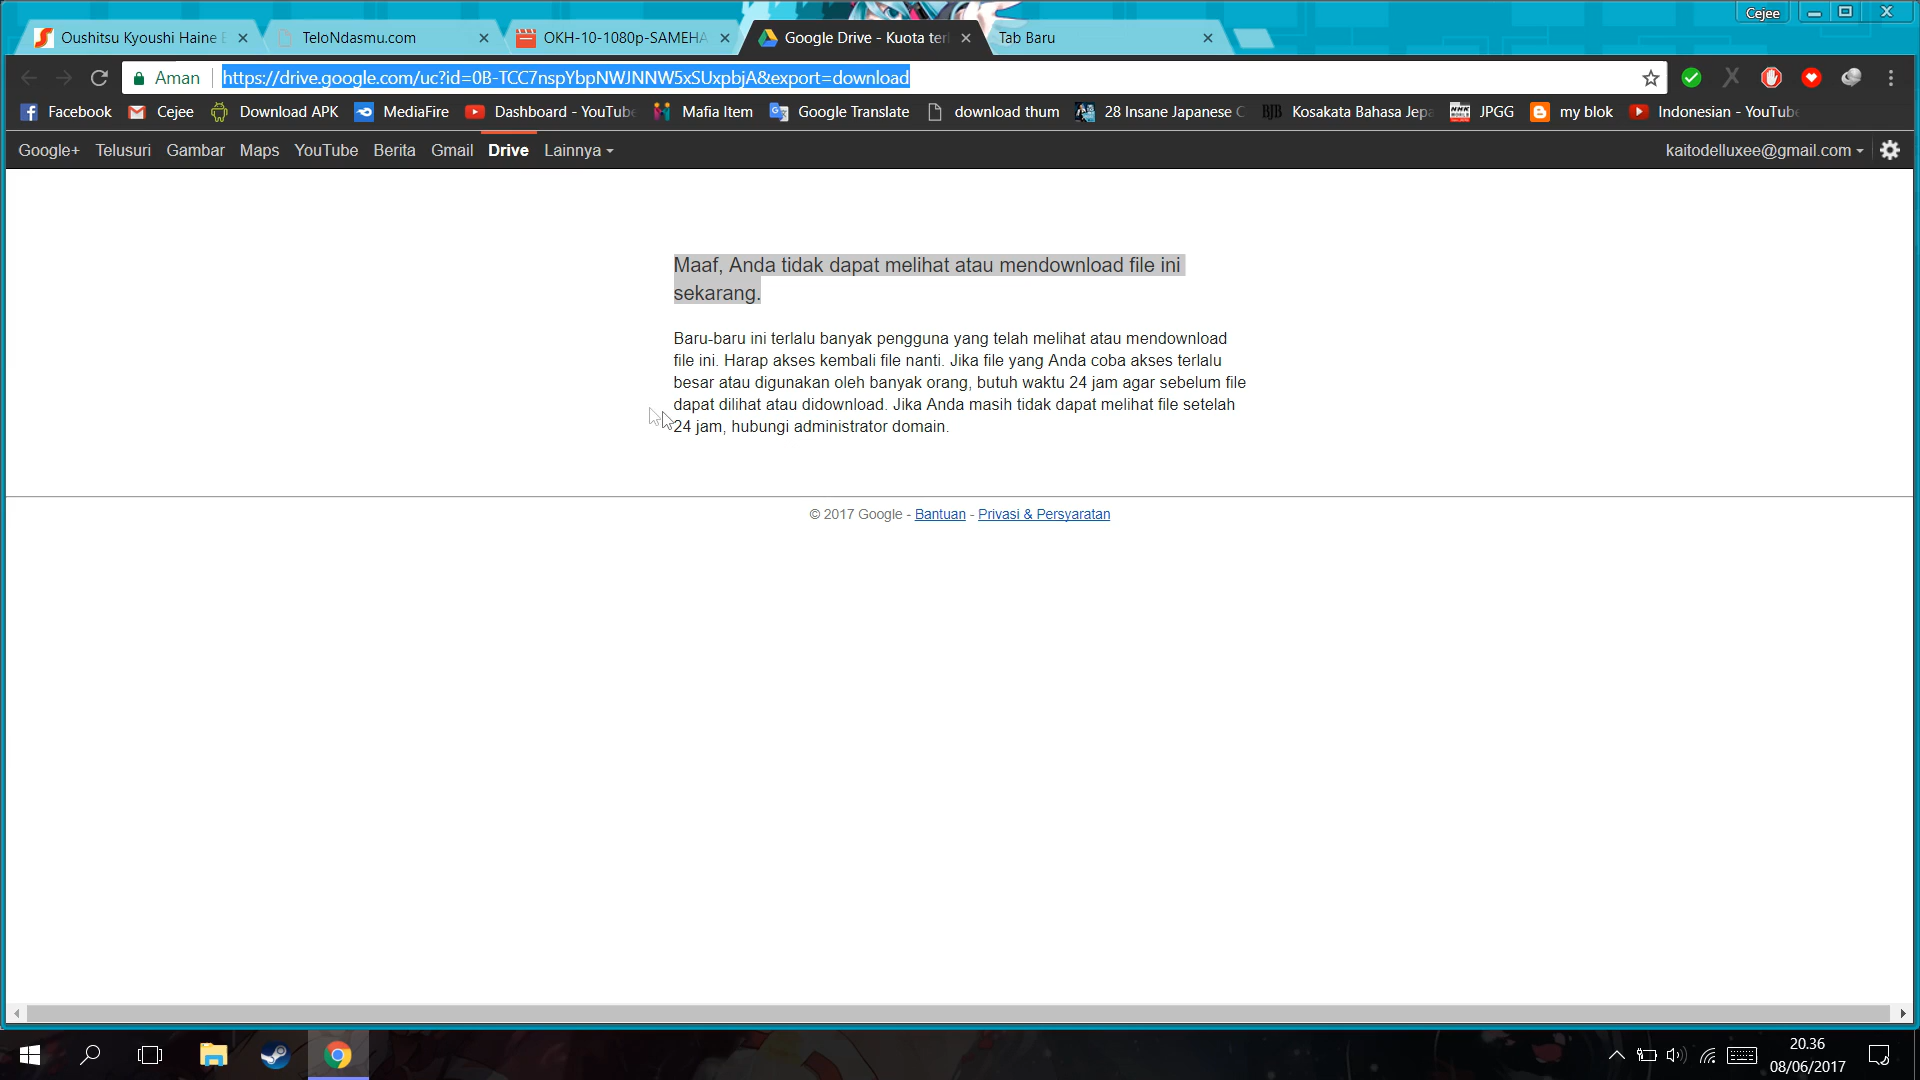 Cejee
Oushitsu Kyoushi Haine
TeloNdasmu.com
OKH-10-1080p-SAMEHA
Google Drive - Kuota ter
Tab Baru
Aman
https://drive.google.com/uc?id=0B-TCC7nspYbpNWJNNW5xSUxpbjA&export=download
Facebook
Cejee
Download APK
MediaFire
Dashboard - YouTube
Mafia Item
Google Translate
download thum
28 Insane Japanese C
BJB
Kosakata Bahasa Jepa
JPGG
my blok
Indonesian - YouTube
Google+ Telusuri Gambar Maps YouTube Berita Gmail Drive Lainnya
kaitodelluxee@gmail.com
Maaf, Anda tidak dapat melihat atau mendownload file ini
sekarang.
Baru-baru ini terlalu banyak pengguna yang telah melihat atau mendownload
file ini. Harap akses kembali file nanti. Jika file yang Anda coba akses terlalu
besar atau digunakan oleh banyak orang, butuh waktu 24 jam agar sebelum file
dapat dilihat atau didownload. Jika Anda masih tidak dapat melihat file setelah
24 jam, hubungi administrator domain.
© 2017 Google - Bantuan - Privasi & Persyaratan
20.36
08/06/2017